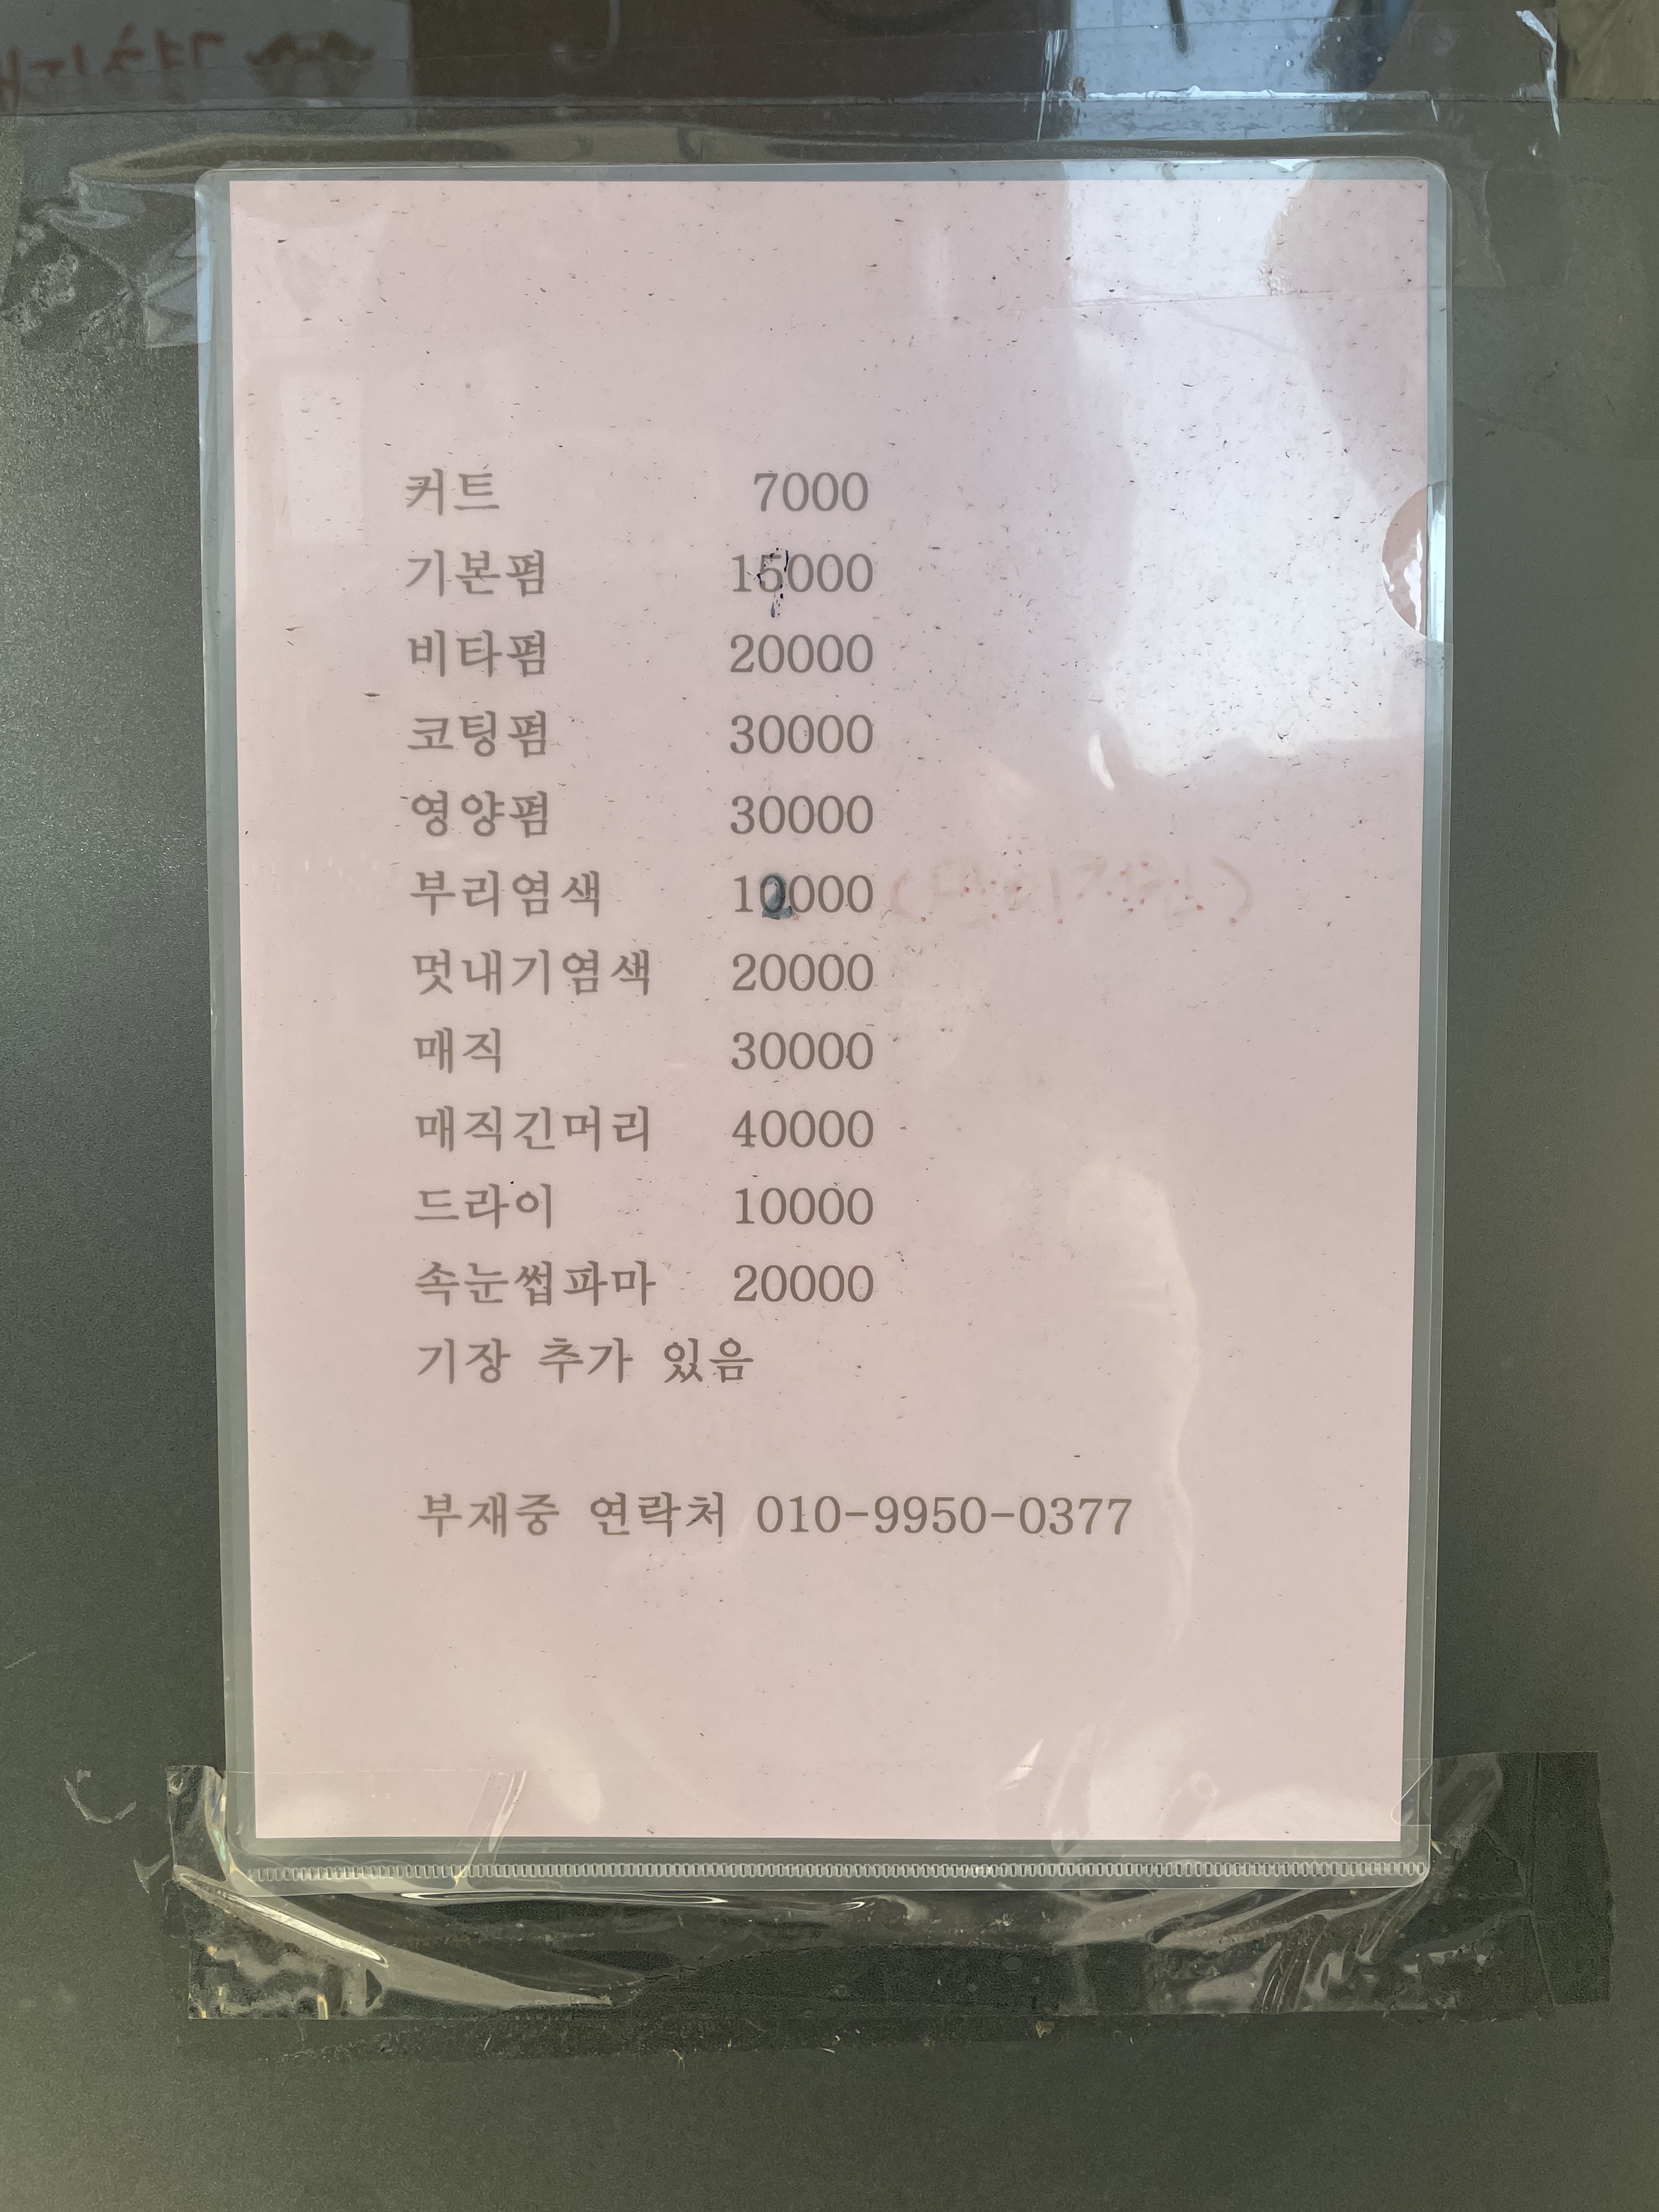 커트 7000
기본펌 15000
비타펌 20000
코팅펌 30000
영양펌 30000
부리염색 10000
멋내기염색 20000
매직 30000
매직긴머리 40000
드라이 10000
속눈썹파마 20000
기장 추가 있음
부재중 연락처 010-9950-0377